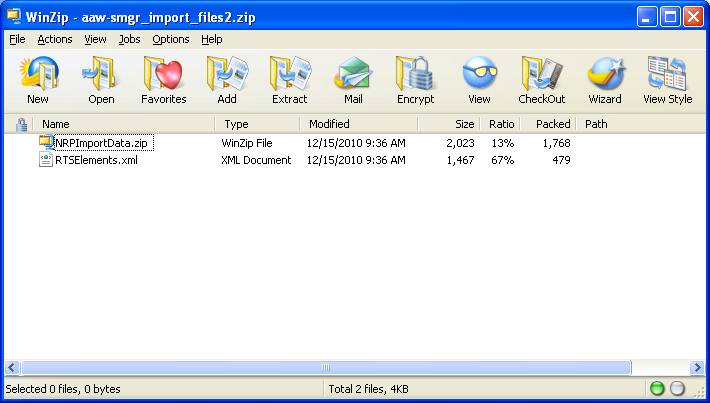 WinZip - aaw-smgr_import_files2.zip
File Actions View Jobs Options Help
New Open Favorites Add Extract Mail Encrypt View CheckOut Wizard View Style
Name Type Modified Size Ratio Packed Path
NRPImportData.zip WinZip File 12/15/2010 9:36 AM 2,023 13% 1,768
RTSElements.xml XML Document 12/15/2010 9:36 AM 1,467 67% 479
Selected 0 files, 0 bytes Total 2 files, 4KB